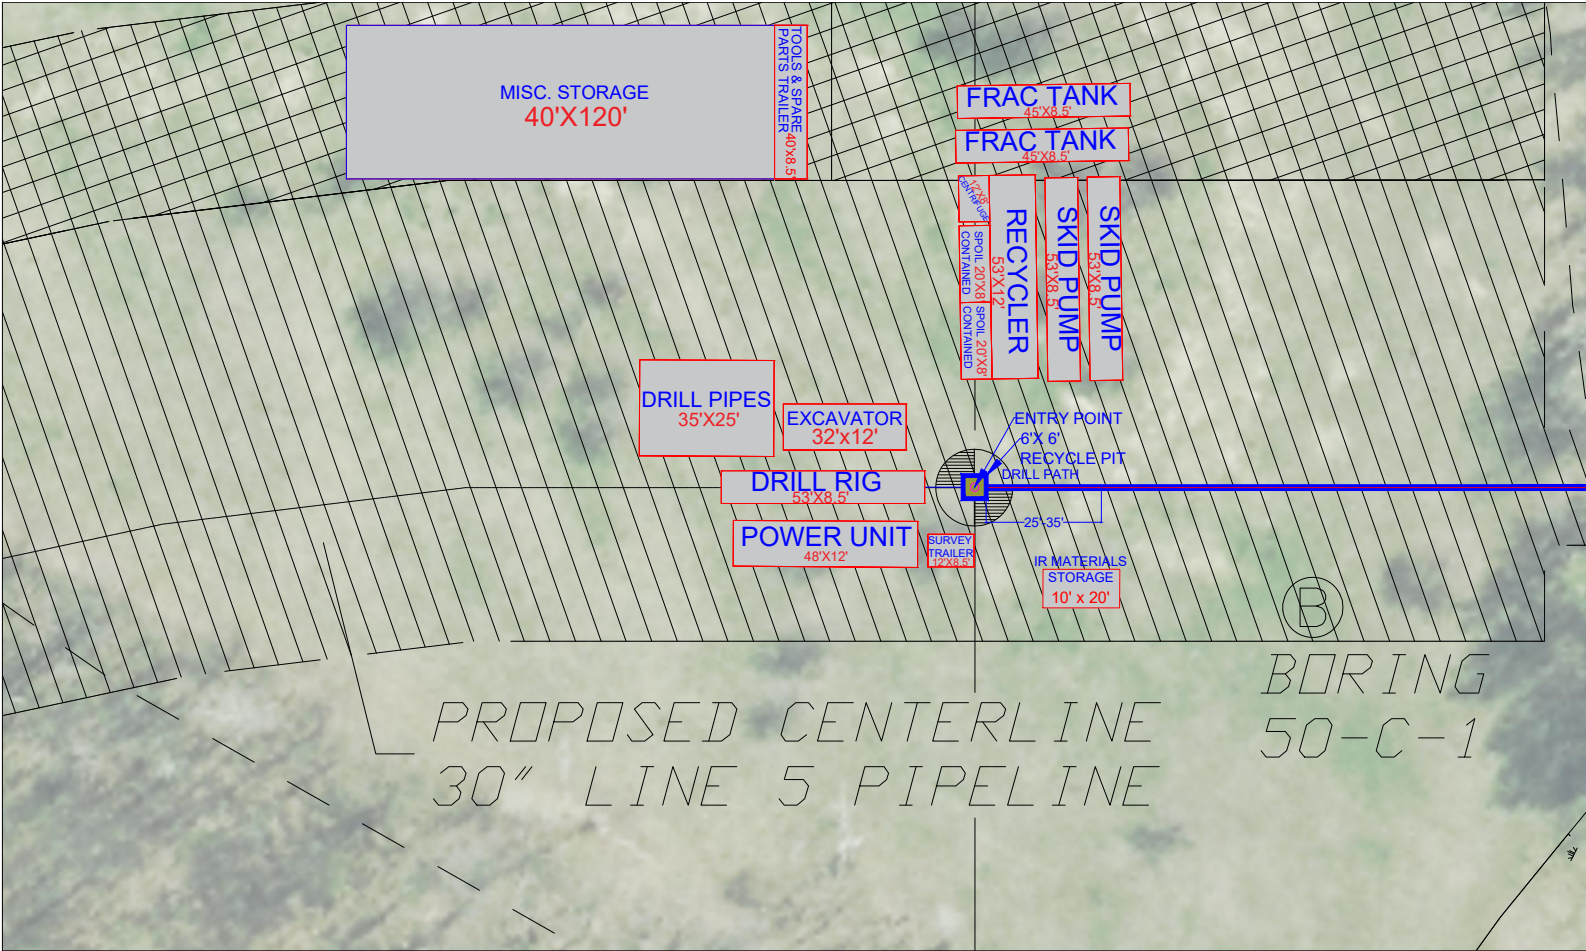 MISC. STORAGE
40'X120'
TOOLS & SPARE
PARTS TRAILER
40'x8.5'
FRAC TANK
45'X8.5'
FRAC TANK
45'X8.5'
12'X8'
CENTRIFUGE
SPOIL 20'X8'
CONTAINED
SPOIL 20'X8'
CONTAINED
RECYCLER
53'X12'
SKID PUMP
53'X8.5'
SKID PUMP
53'X8.5'
DRILL PIPES
35'X25'
EXCAVATOR
32'x12'
ENTRY POINT
6'X 6'
RECYCLE PIT
DRILL PATH
DRILL RIG
53'X8.5'
25'-35'
POWER UNIT
48'X12'
SURVEY
TRAILER
12'X8.5'
IR MATERIALS
STORAGE
10' x 20'
B
BORING
50-C-1
PROPOSED CENTERLINE
30" LINE 5 PIPELINE